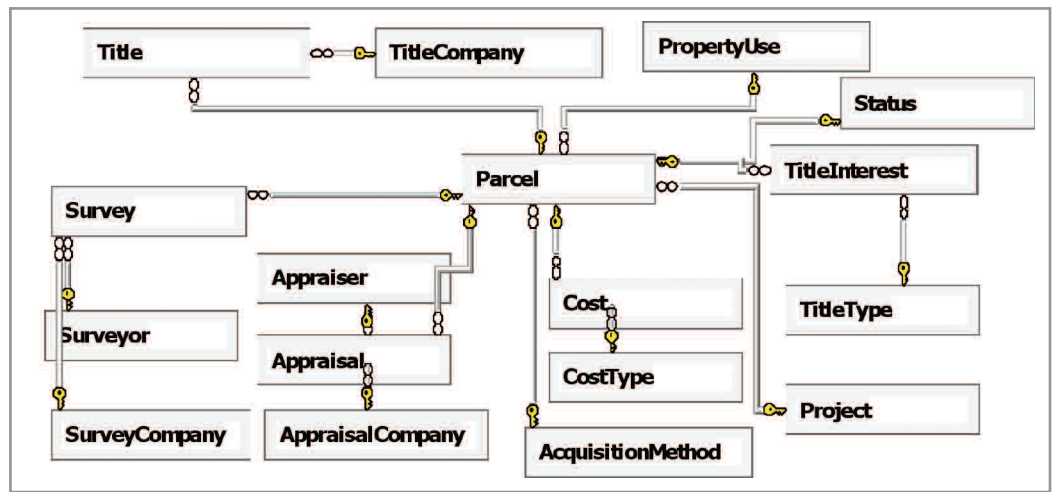 Title
TitleCompany
PropertyUse
Status
Parcel
TitleInterest
Survey
Appraiser
Cost
TitleType
Surveyor
Appraisal
CostType
Project
SurveyCompany
AppraisalCompany
AcquisitionMethod